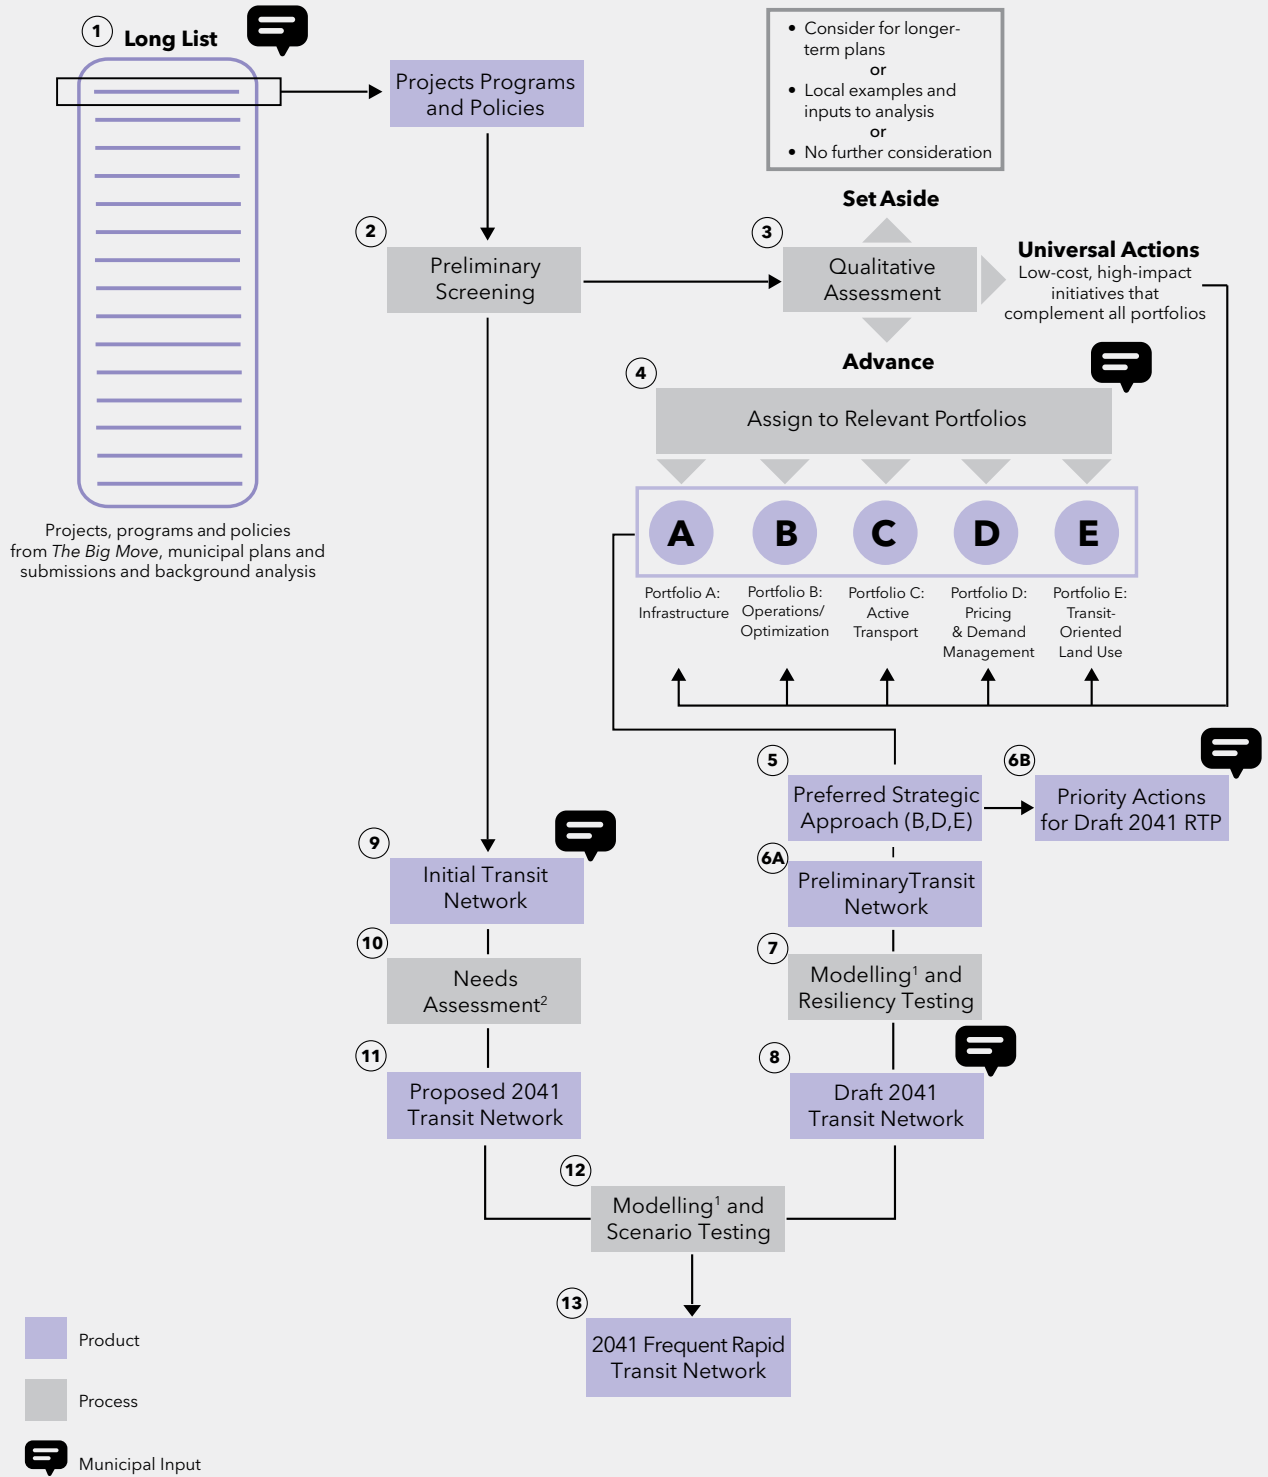 1 Long List
Projects Programs
and Policies
• Consider for longer-
term plans
or
• Local examples and
inputs to analysis
or
• No further consideration
Set Aside
2
Preliminary
Screening
3
Qualitative
Assessment
Universal Actions
Low-cost, high-impact
initiatives that
complement all portfolios
Advance
4
Assign to Relevant Portfolios
A B C D E
Portfolio A:
Infrastructure
Portfolio B:
Operations/
Optimization
Portfolio C:
Active
Transport
Portfolio D:
Pricing
& Demand
Management
Portfolio E:
Transit-
Oriented
Land Use
Projects, programs and policies
from The Big Move, municipal plans and
submissions and background analysis
5
Preferred Strategic
Approach (B,D,E)
6B
Priority Actions
for Draft 2041 RTP
6A
PreliminaryTransit
Network
7
Modelling¹ and
Resiliency Testing
8
Draft 2041
Transit Network
9
Initial Transit
Network
10
Needs
Assessment²
11
Proposed 2041
Transit Network
12
Modelling¹ and
Scenario Testing
13
2041 Frequent Rapid
Transit Network
Product
Process
Municipal Input